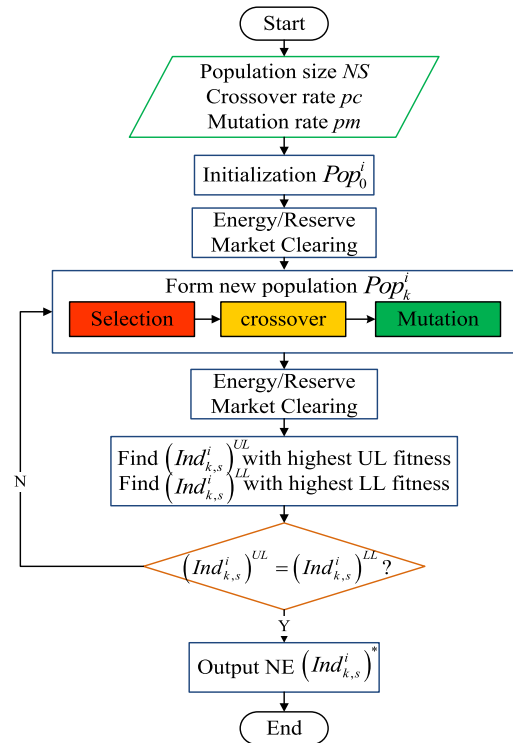 Start
Population size NS
Crossover rate pc
Mutation rate pm
Initialization Pop_0^i
Energy/Reserve
Market Clearing
Form new population Pop_k^i
Selection
crossover
Mutation
Energy/Reserve
Market Clearing
Find (Ind_{k,s}^i)^{UL} with highest UL fitness
Find (Ind_{k,s}^i)^{LL} with highest LL fitness
N
(Ind_{k,s}^i)^{UL} = (Ind_{k,s}^i)^{LL} ?
Y
Output NE (Ind_{k,s}^i)^*
End